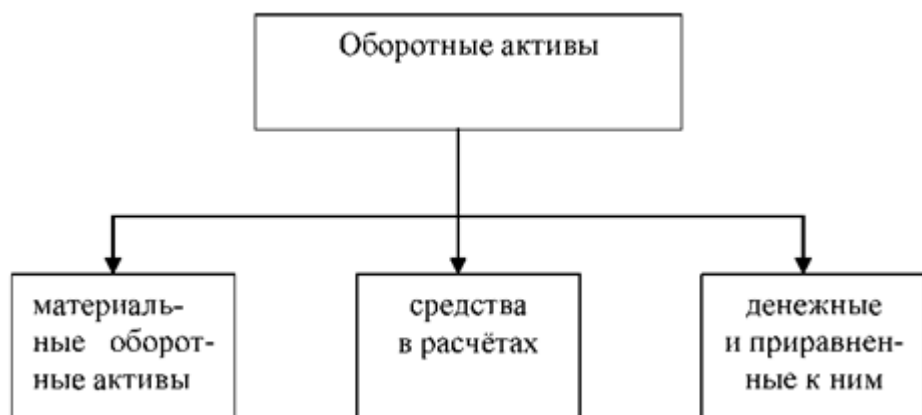 Оборотные активы
материаль-
ные оборот-
ные активы
средства
в расчётах
денежные
и приравнен-
ные к ним